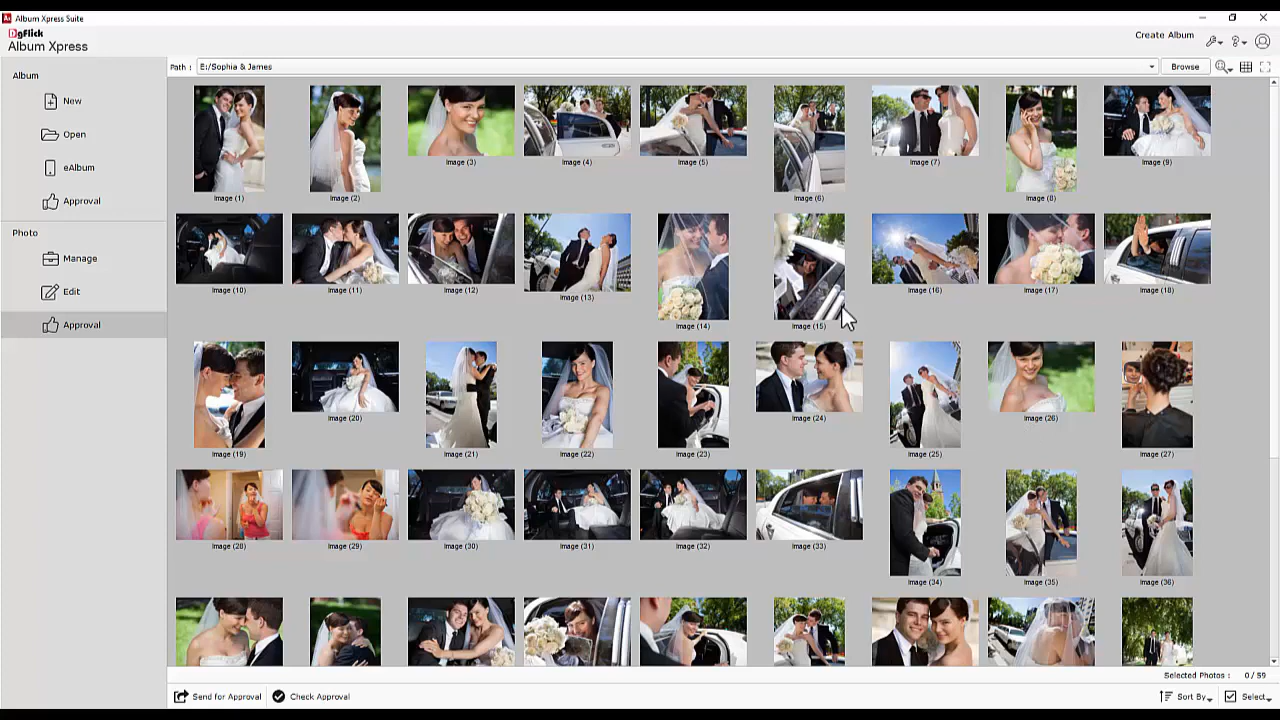 Album Xpress Suite
DgFlick
Album Xpress
Create Album
Album
New
Open
eAlbum
Approval
Photo
Manage
Edit
Approval
Path : E:/Sophia & James Browse
Image (1) Image (2) Image (3) Image (4) Image (5) Image (6) Image (7) Image (8) Image (9)
Image (10) Image (11) Image (12) Image (13) Image (14) Image (15) Image (16) Image (17) Image (18)
Image (19) Image (20) Image (21) Image (22) Image (23) Image (24) Image (25) Image (26) Image (27)
Image (28) Image (29) Image (30) Image (31) Image (32) Image (33) Image (34) Image (35) Image (36)
Selected Photos : 0 / 59
Send for Approval Check Approval Sort By Select